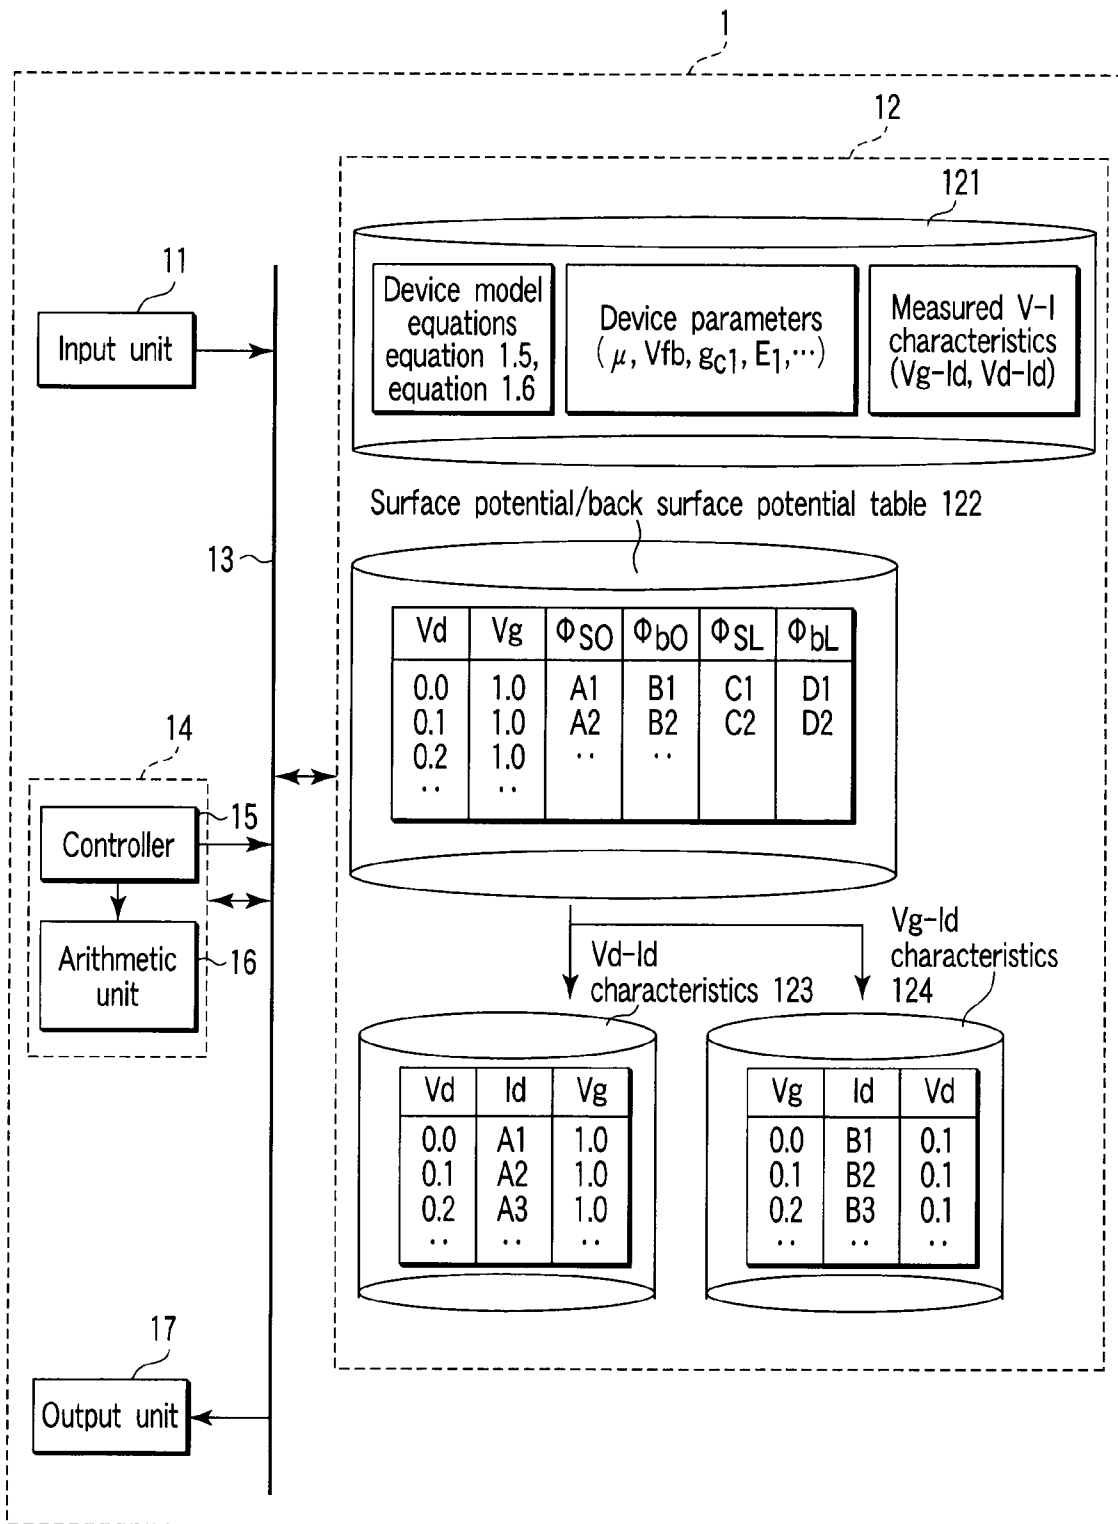 1
12
121
11
Input unit
Device model
equations
equation 1.5,
equation 1.6
Device parameters
(μ, Vfb, gc1, E1,···)
Measured V-I
characteristics
(Vg-Id, Vd-Id)
Surface potential/back surface potential table 122
13
Vd Vg ΦSO ΦbO ΦSL ΦbL
0.0 1.0 A1 B1 C1 D1
0.1 1.0 A2 B2 C2 D2
0.2 1.0 ·· ··
·· ··
14
Controller
15
Arithmetic
unit
16
Vd-Id
characteristics 123
Vg-Id
characteristics
124
Vd Id Vg
0.0 A1 1.0
0.1 A2 1.0
0.2 A3 1.0
·· ·· ··
Vg Id Vd
0.0 B1 0.1
0.1 B2 0.1
0.2 B3 0.1
·· ·· ··
17
Output unit